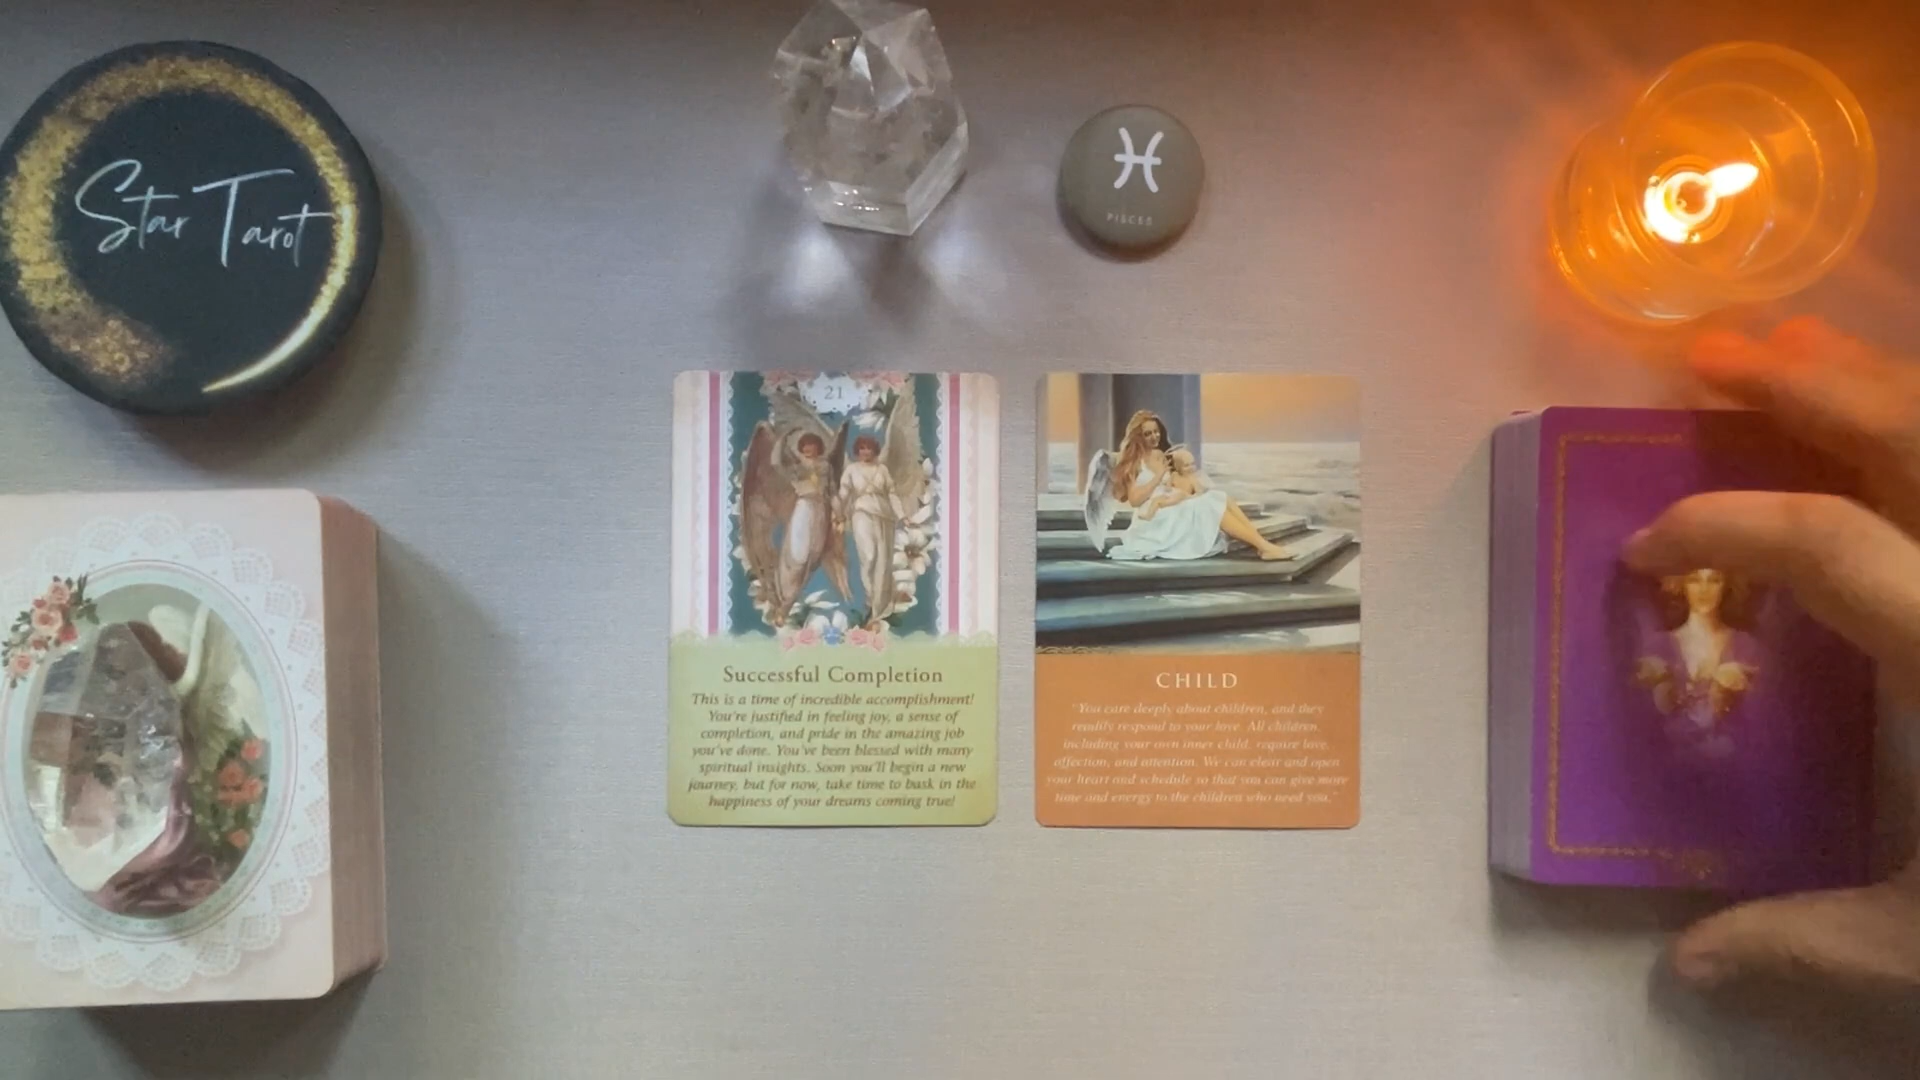 Star Tarot
PISCES
21
Successful Completion
This is a time of incredible accomplishment!
You're justified in feeling joy, a sense of
completion, and pride in the amazing job
you've done. You've been blessed with many
spiritual insights. Soon you'll begin a new
journey, but for now, take time to bask in the
happiness of your dreams coming true!
CHILD
"You care deeply about children, and they
readily respond to your love. All children,
including your own inner child, require love,
affection, and attention. We can clear and open
your heart and schedule so that you can give more
time and energy to the children who need you."